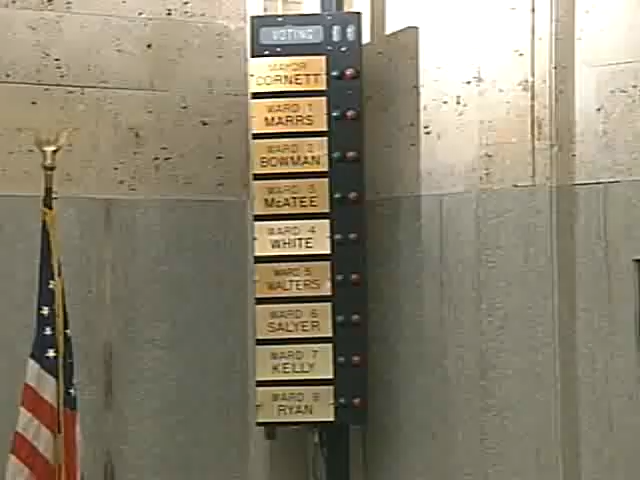 VOTING
MAYOR
CORNETT
WARD 1
MARRS
WARD 2
BOWMAN
WARD 3
McATEE
WARD 4
WHITE
WARD 5
WALTERS
WARD 6
SALYER
WARD 7
KELLY
WARD 8
RYAN